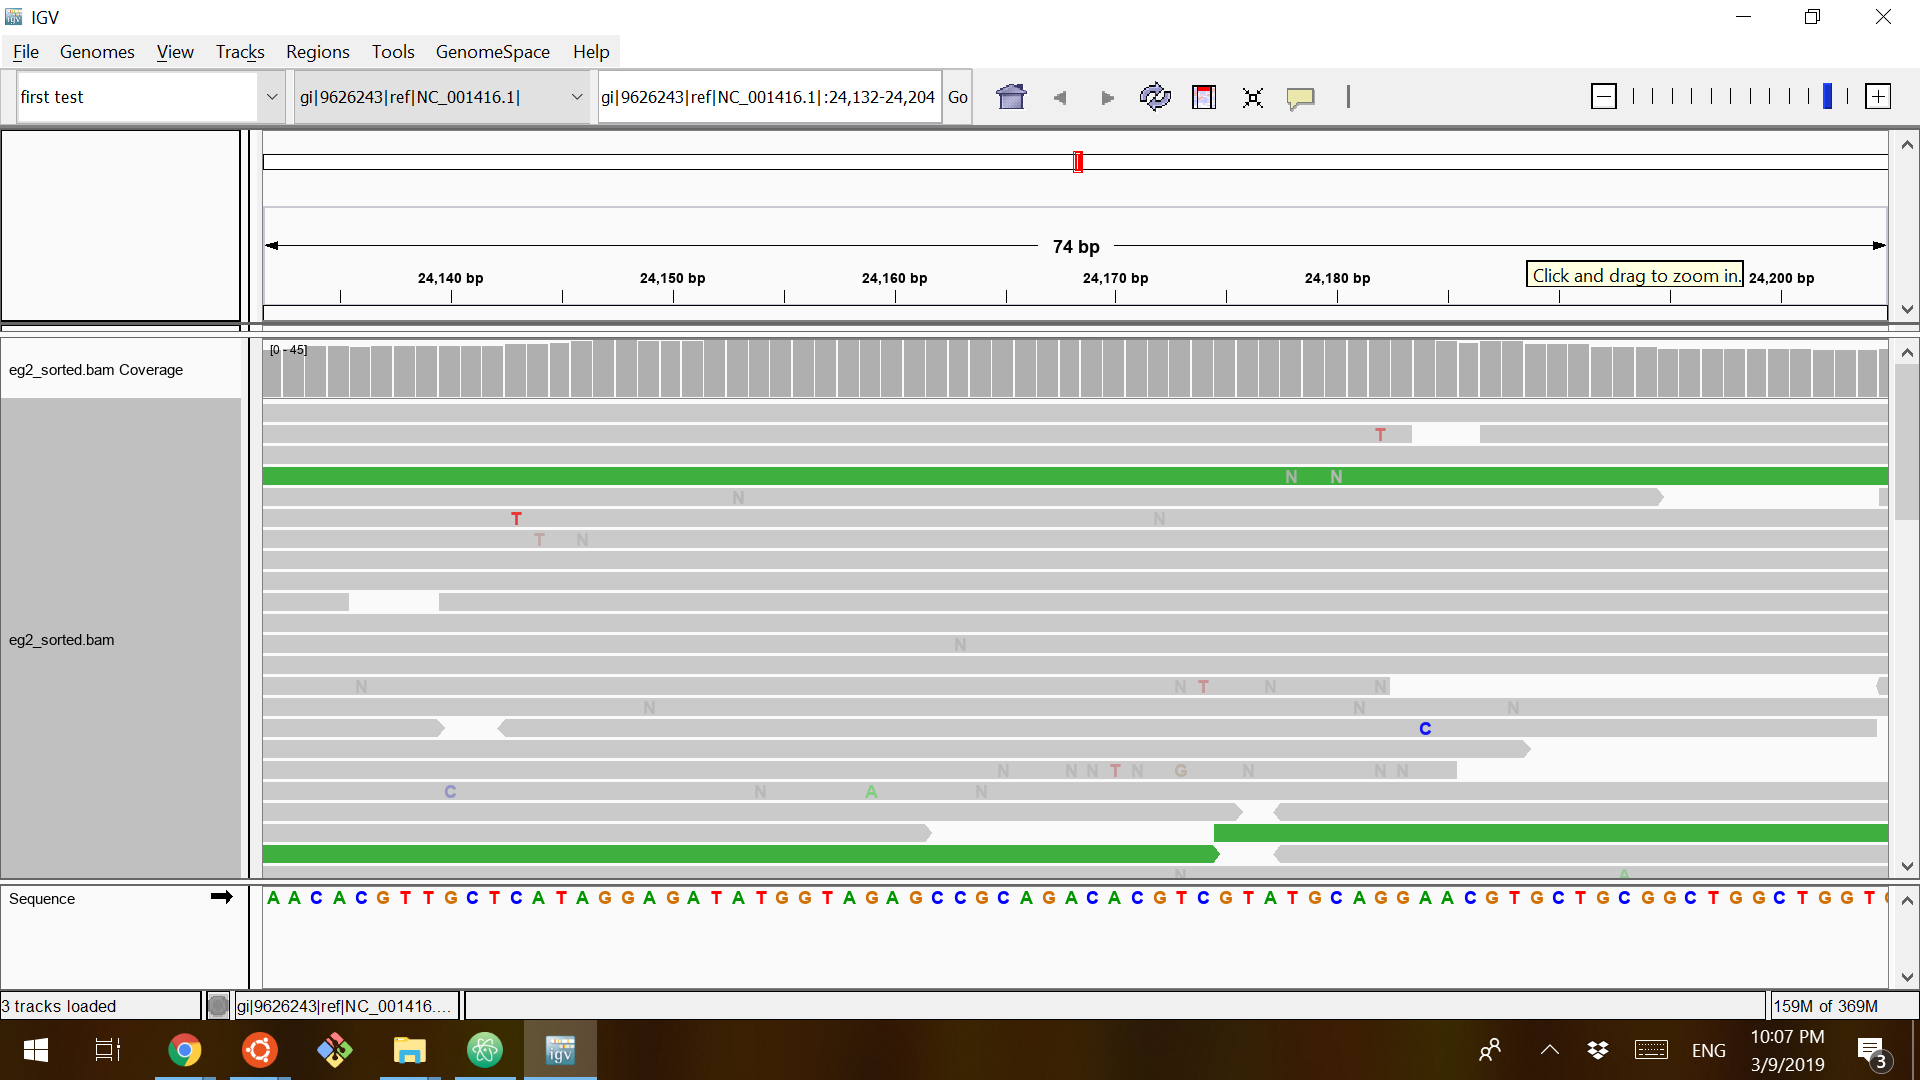 IGV
File Genomes View Tracks Regions Tools GenomeSpace Help
first test gi|9626243|ref|NC_001416.1| gi|9626243|ref|NC_001416.1|:24,132-24,204 Go
74 bp
24,140 bp 24,150 bp 24,160 bp 24,170 bp 24,180 bp Click and drag to zoom in. 24,200 bp
[0 - 45]
eg2_sorted.bam Coverage
T
N N
N
T N
T N
eg2_sorted.bam
N
N N T N N
N N N
C
N N N T N G N N N
C N A N
N A
Sequence A A C A C G T T G C T C A T A G G A G A T A T G G T A G A G C C G C A G A C A C G T C G T A T G C A G G A A C G T G C T G C G G C T G G C T G G T
3 tracks loaded gi|9626243|ref|NC_001416.... 159M of 369M
igv ENG 10:07 PM
3/9/2019 3